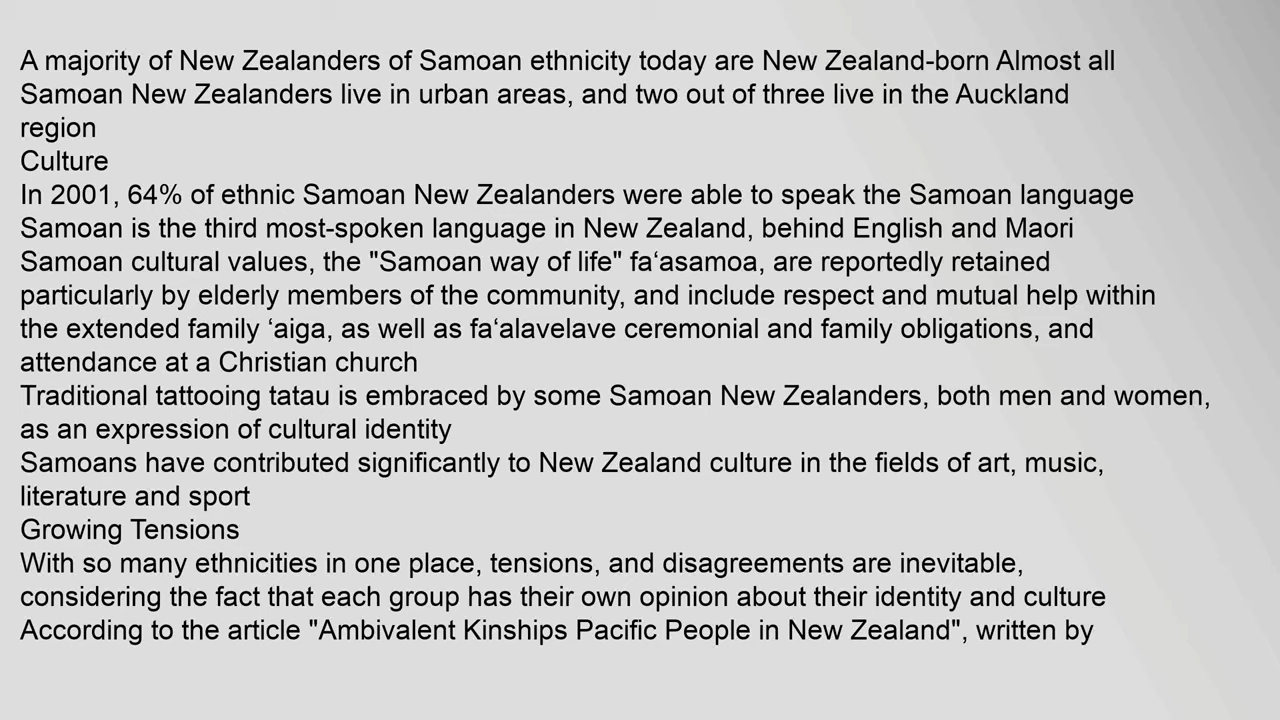 A majority of New Zealanders of Samoan ethnicity today are New Zealand-born Almost all
Samoan New Zealanders live in urban areas, and two out of three live in the Auckland
region
Culture
In 2001, 64% of ethnic Samoan New Zealanders were able to speak the Samoan language
Samoan is the third most-spoken language in New Zealand, behind English and Maori
Samoan cultural values, the "Samoan way of life" fa‘asamoa, are reportedly retained
particularly by elderly members of the community, and include respect and mutual help within
the extended family ‘aiga, as well as fa‘alavelave ceremonial and family obligations, and
attendance at a Christian church
Traditional tattooing tatau is embraced by some Samoan New Zealanders, both men and women,
as an expression of cultural identity
Samoans have contributed significantly to New Zealand culture in the fields of art, music,
literature and sport
Growing Tensions
With so many ethnicities in one place, tensions, and disagreements are inevitable,
considering the fact that each group has their own opinion about their identity and culture
According to the article "Ambivalent Kinships Pacific People in New Zealand", written by